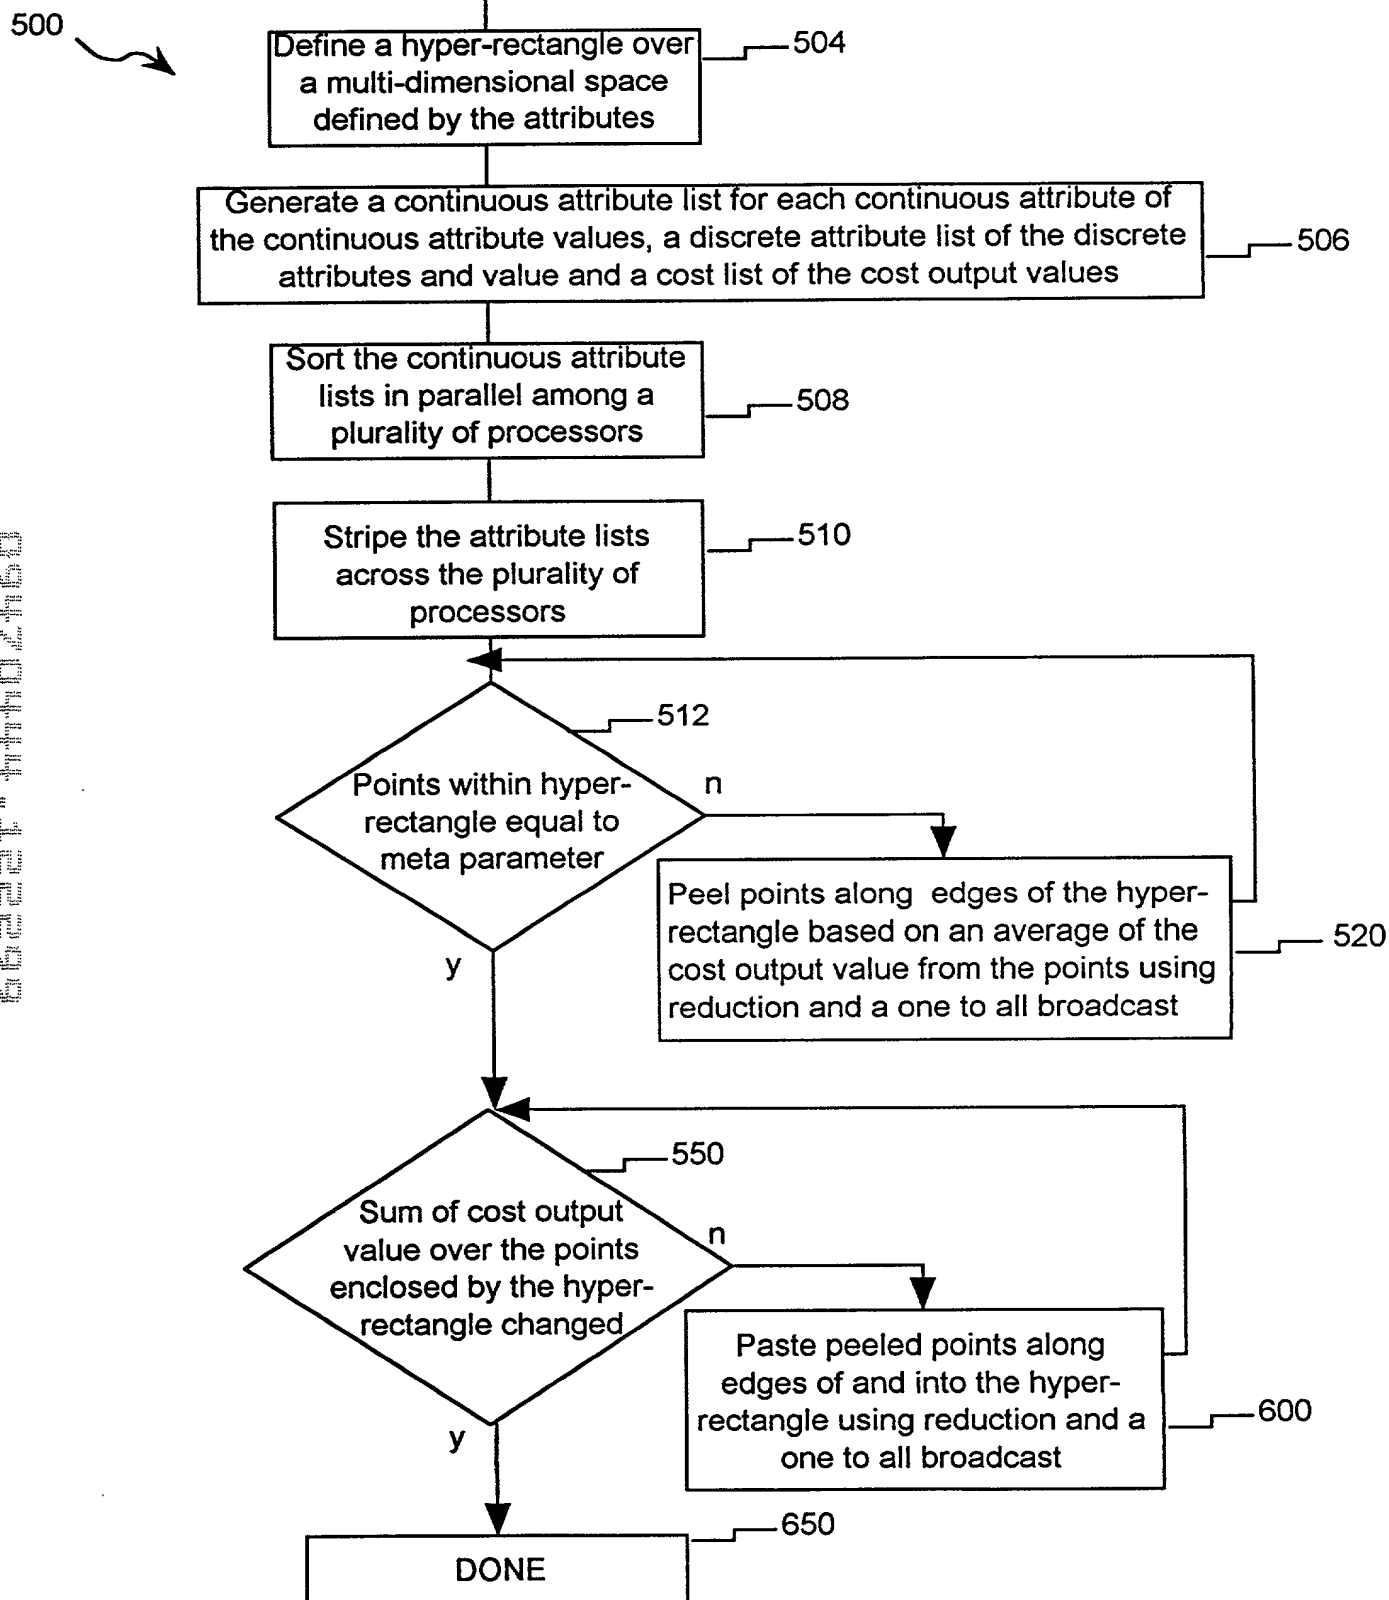 500
Define a hyper-rectangle over
a multi-dimensional space
defined by the attributes
504
Generate a continuous attribute list for each continuous attribute of
the continuous attribute values, a discrete attribute list of the discrete
attributes and value and a cost list of the cost output values
506
Sort the continuous attribute
lists in parallel among a
plurality of processors
508
Stripe the attribute lists
across the plurality of
processors
510
512
Points within hyper-
rectangle equal to
meta parameter
n
y
Peel points along edges of the hyper-
rectangle based on an average of the
cost output value from the points using
reduction and a one to all broadcast
520
550
Sum of cost output
value over the points
enclosed by the hyper-
rectangle changed
n
y
Paste peeled points along
edges of and into the hyper-
rectangle using reduction and a
one to all broadcast
600
650
DONE